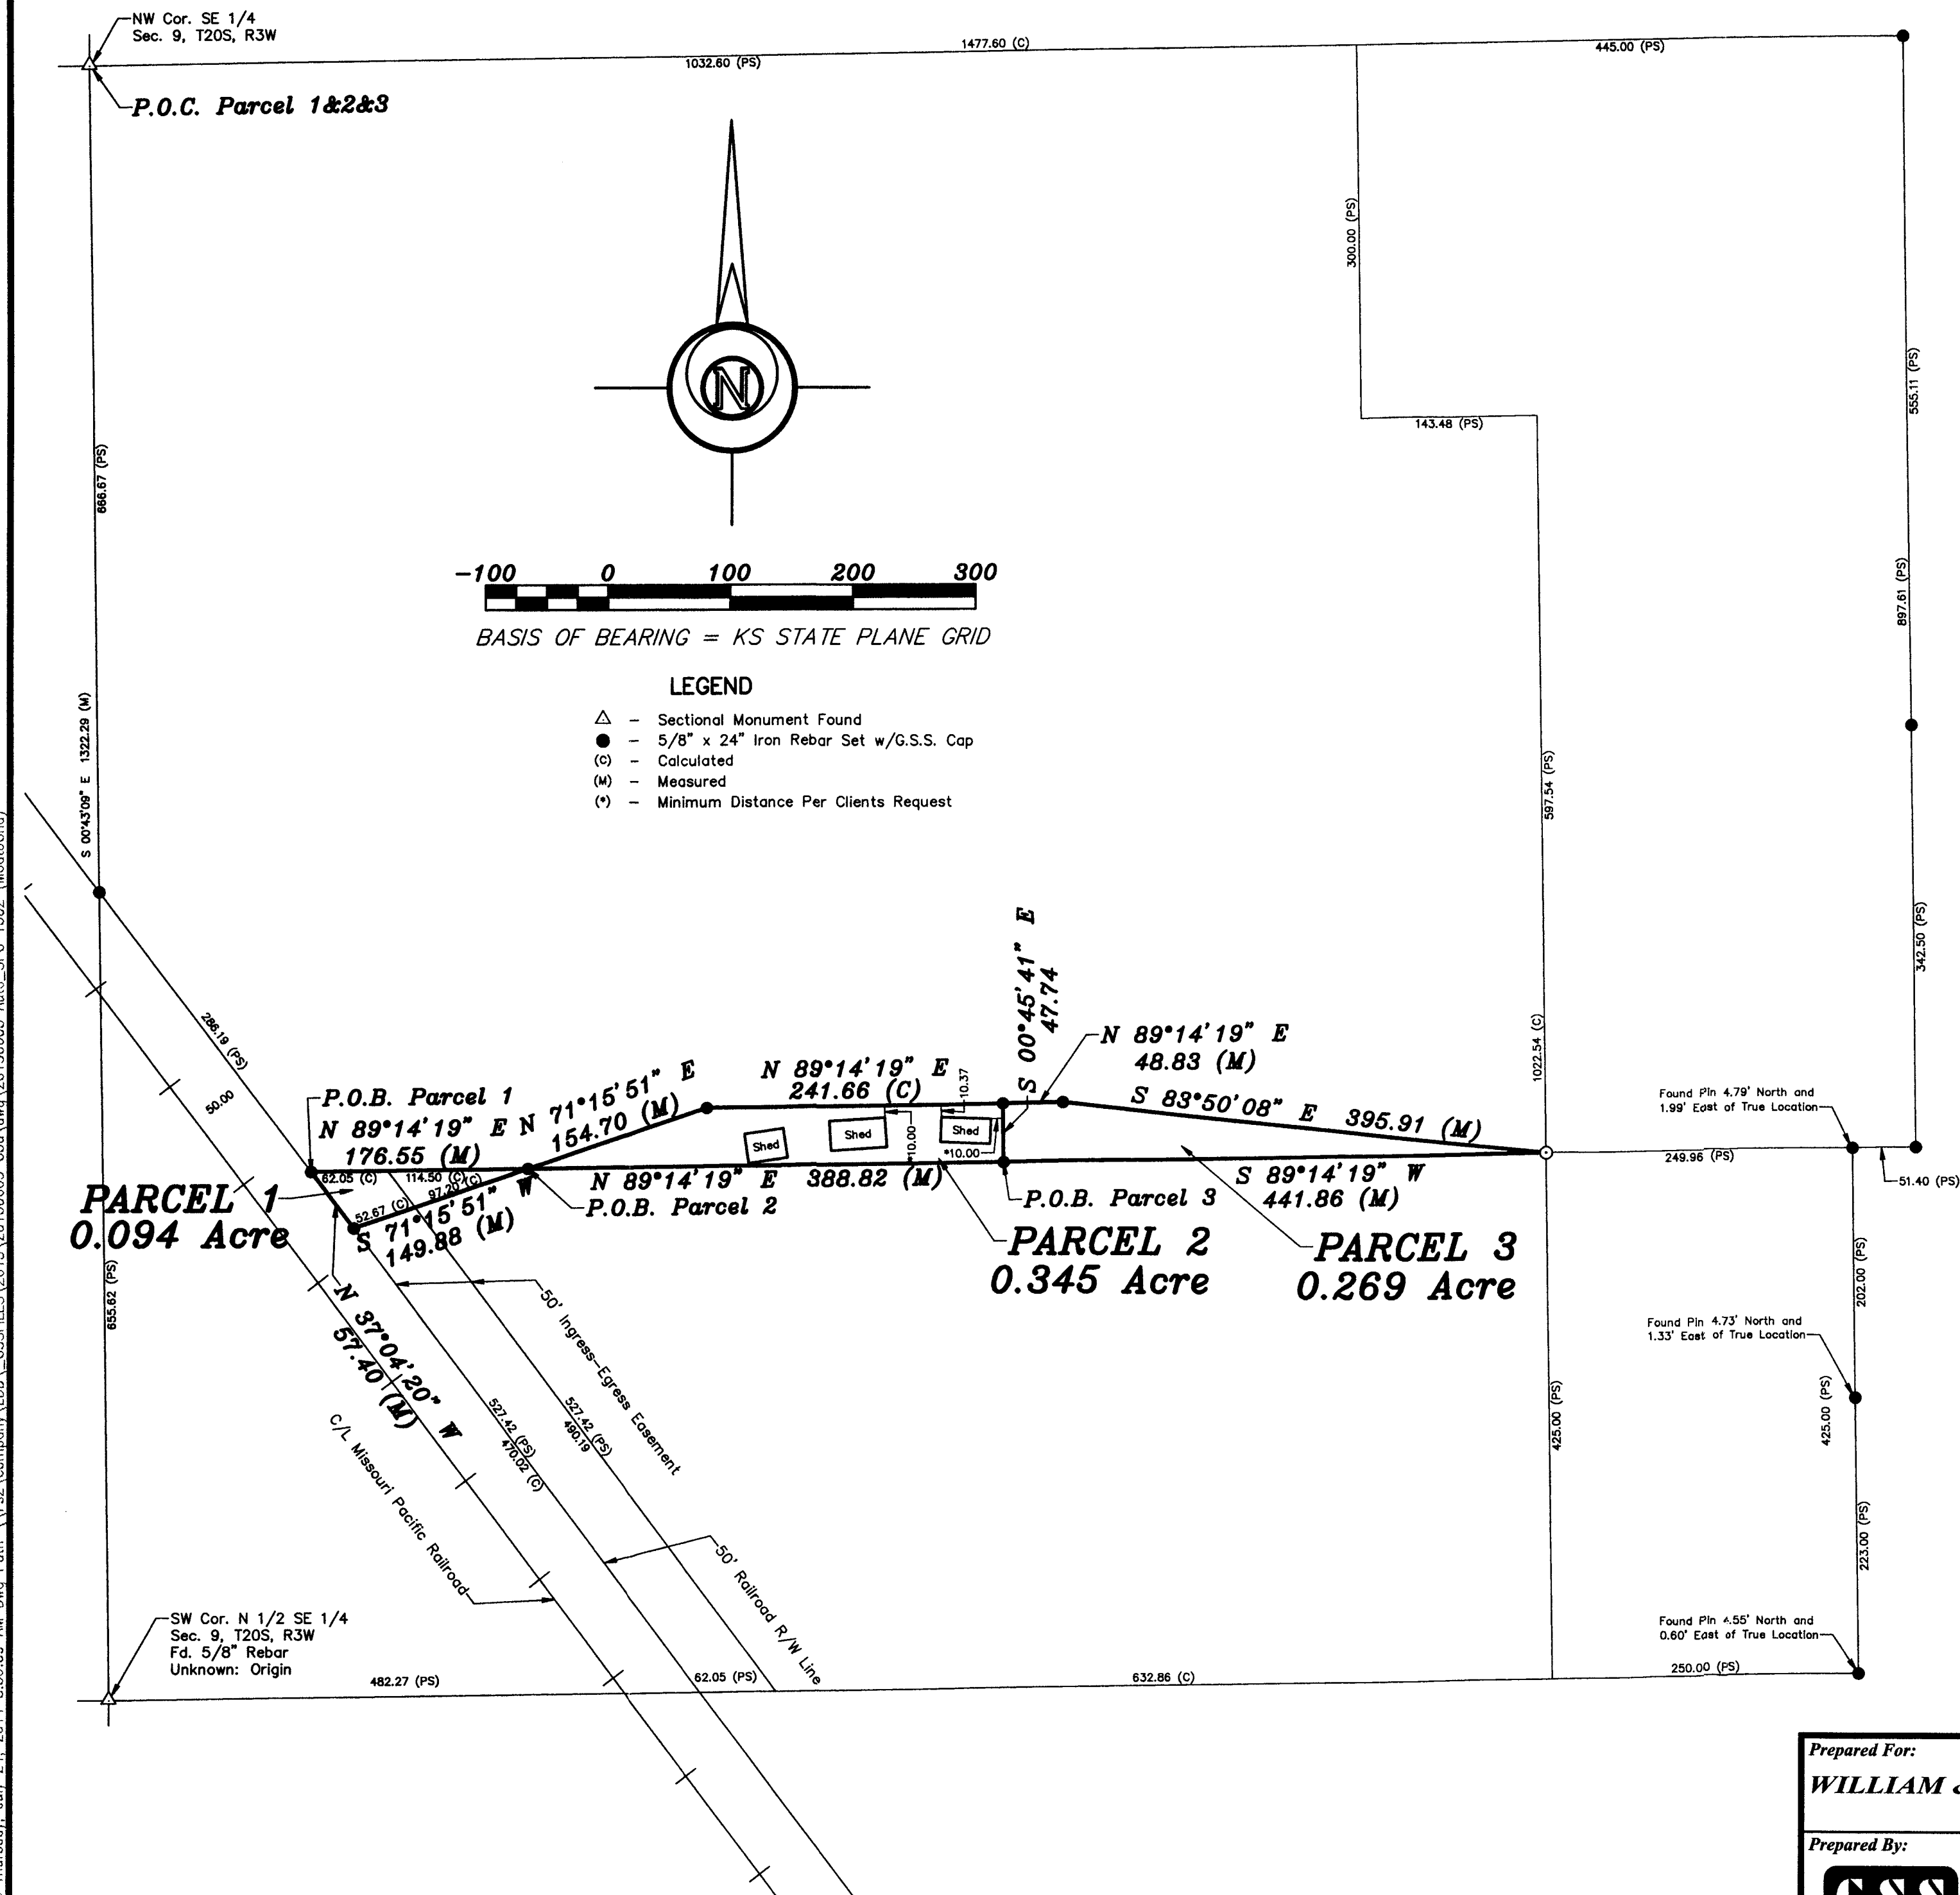 NW Cor. SE 1/4
Sec. 9, T20S, R3W
P.O.C. Parcel 1&2&3
1477.60 (C)
1032.60 (PS)
445.00 (PS)
300.00 (PS)
143.48 (PS)
555.11 (PS)
666.67 (PS)
897.61 (PS)
N
-100 0 100 200 300
BASIS OF BEARING = KS STATE PLANE GRID
LEGEND
△ – Sectional Monument Found
● – 5/8" x 24" Iron Rebar Set w/G.S.S. Cap
(C) – Calculated
(M) – Measured
(*) – Minimum Distance Per Clients Request
S 00°43'09" E 1322.29 (M)
597.54 (PS)
342.50 (PS)
286.19 (PS)
50.00
1022.54 (C)
S 00°45'41" E
47.74
N 89°14'19" E
48.83 (M)
N 89°14'19" E
241.66 (C)
10.37
N 71°15'51" E
154.70 (M)
S 83°50'08" E 395.91 (M)
P.O.B. Parcel 1
N 89°14'19" E
176.55 (M)
Shed
Shed
Shed
*10.00
*10.00
Found Pin 4.79' North and
1.99' East of True Location
249.96 (PS)
51.40 (PS)
62.05 (C)
114.50 (C)
97.20 (C)
52.67 (C)
N 89°14'19" E 388.82 (M)
S 89°14'19" W
441.86 (M)
PARCEL 1
0.094 Acre
S 71°15'51" W
149.88 (M)
P.O.B. Parcel 2
P.O.B. Parcel 3
PARCEL 2
0.345 Acre
PARCEL 3
0.269 Acre
655.62 (PS)
N 37°04'20" W
57.40 (M)
50' Ingress-Egress Easement
202.00 (PS)
Found Pin 4.73' North and
1.33' East of True Location
425.00 (PS)
425.00 (PS)
527.42 (PS)
470.02 (C)
527.42 (PS)
490.19
C/L Missouri Pacific Railroad
50' Railroad R/W Line
223.00 (PS)
SW Cor. N 1/2 SE 1/4
Sec. 9, T20S, R3W
Fd. 5/8" Rebar
Unknown: Origin
Found Pin 4.55' North and
0.60' East of True Location
482.27 (PS)
62.05 (PS)
632.86 (C)
250.00 (PS)
Prepared For:
WILLIAM
Prepared By:
GSS